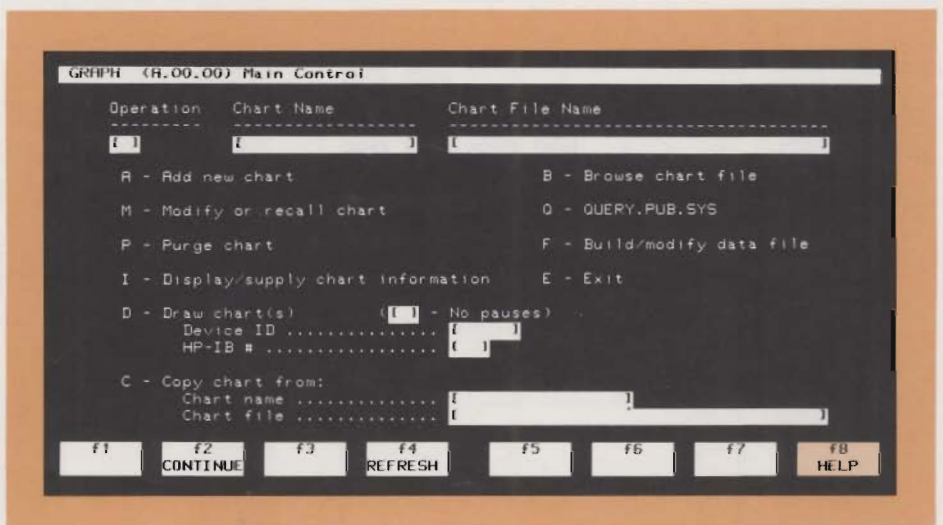 GRAPH (A.00.00) Main Control
Operation Chart Name Chart File Name
[ ] [ ] [ ]
A - Add new chart B - Browse chart file
M - Modify or recall chart Q - QUERY.PUB.SYS
P - Purge chart F - Build/modify data file
I - Display/supply chart information E - Exit
D - Draw chart(s) ([ ] - No pauses)
Device ID ................ [ ]
HP-IB # .................. [ ]
C - Copy chart from:
Chart name ............... [ ]
Chart file ............... [ ]
f1 f2 f3 f4 f5 f6 f7 f8
CONTINUE REFRESH HELP